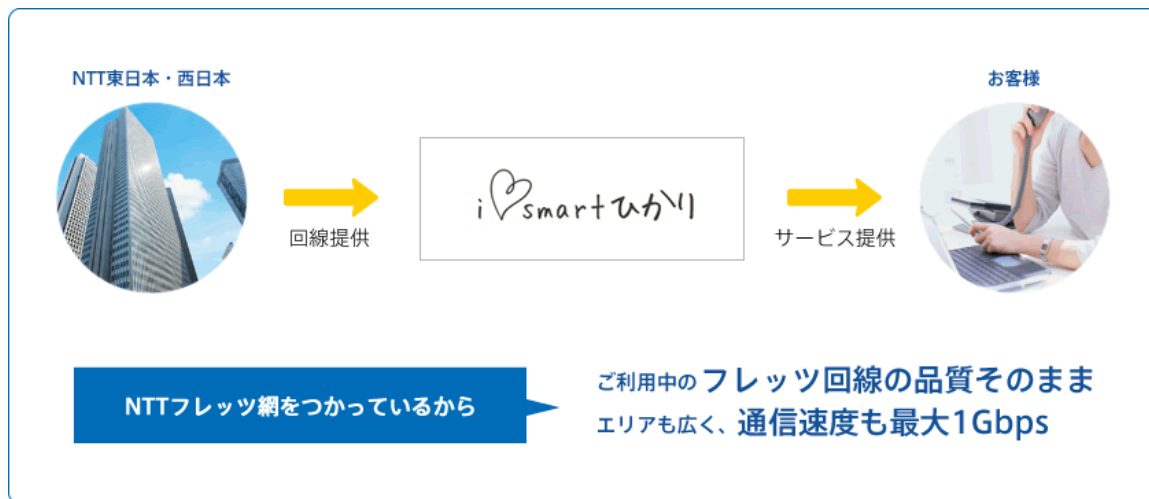 NTT東日本・西日本
お客様
i♡smartひかり
回線提供
サービス提供
NTTフレッツ網をつかっているから
ご利用中のフレッツ回線の品質そのまま
エリアも広く、通信速度も最大1Gbps